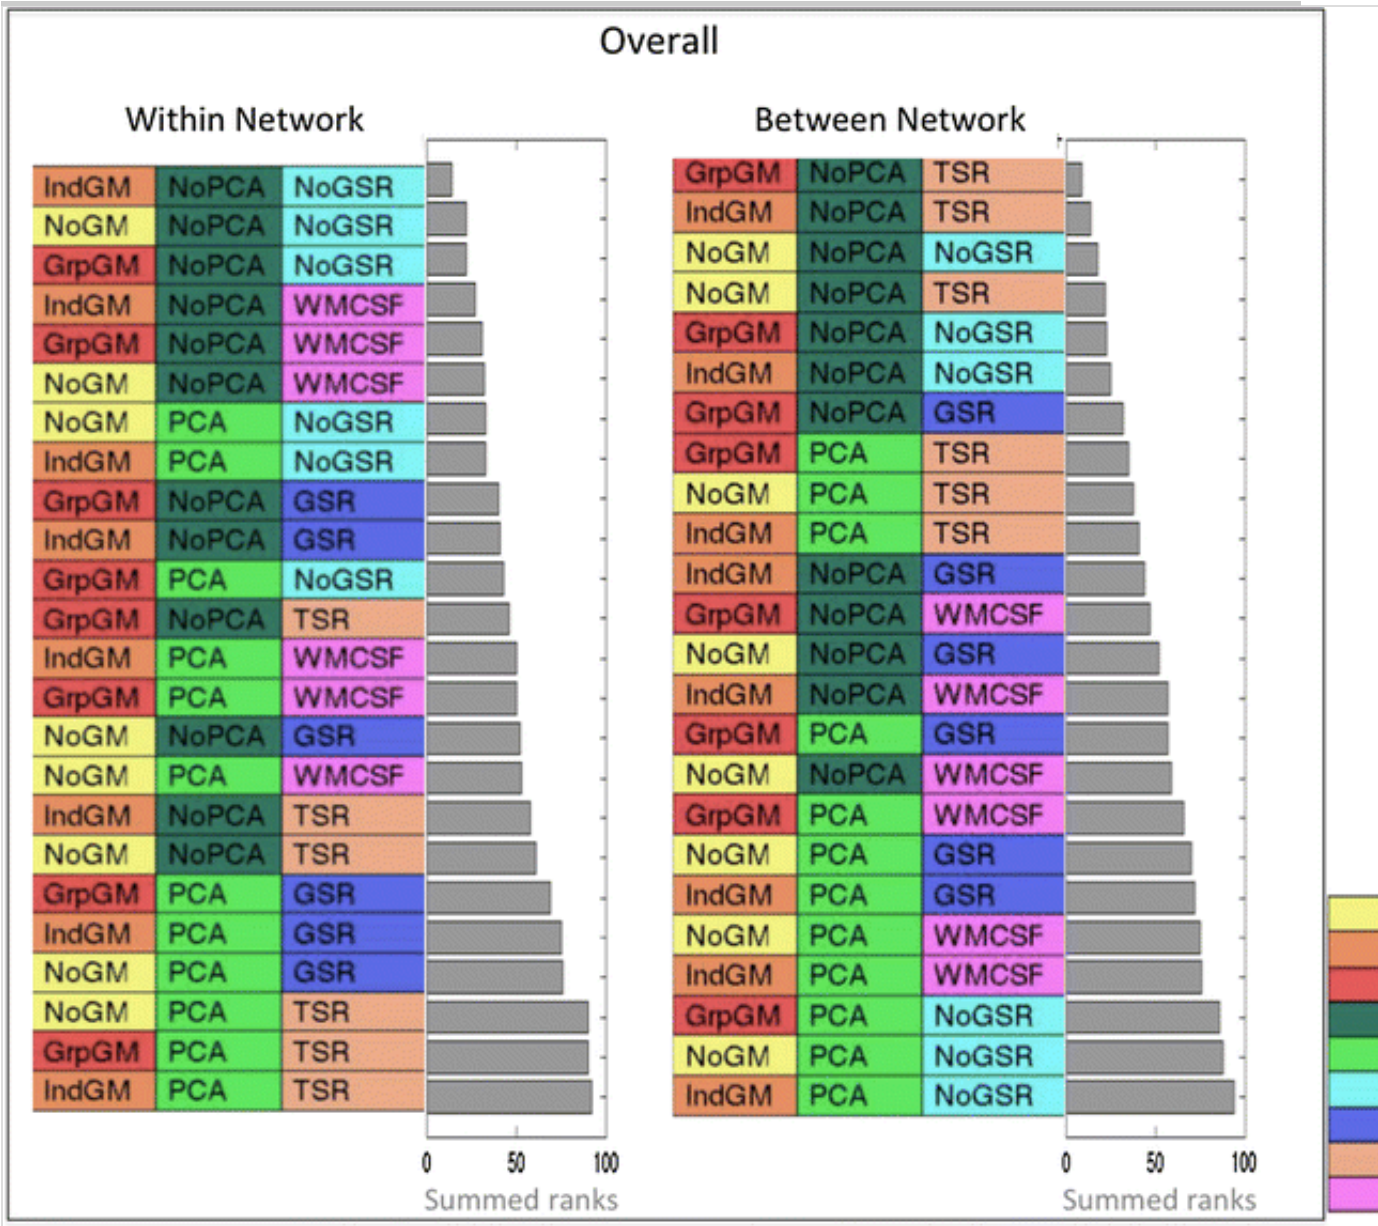 Overall
Within Network
IndGM NoPCA NoGSR
NoGM NoPCA NoGSR
GrpGM NoPCA NoGSR
IndGM NoPCA WMCSF
GrpGM NoPCA WMCSF
NoGM NoPCA WMCSF
NoGM PCA NoGSR
IndGM PCA NoGSR
GrpGM NoPCA GSR
IndGM NoPCA GSR
GrpGM PCA NoGSR
GrpGM NoPCA TSR
IndGM PCA WMCSF
GrpGM PCA WMCSF
NoGM NoPCA GSR
NoGM PCA WMCSF
IndGM NoPCA TSR
NoGM NoPCA TSR
GrpGM PCA GSR
IndGM PCA GSR
NoGM PCA GSR
NoGM PCA TSR
GrpGM PCA TSR
IndGM PCA TSR
0 50 100
Summed ranks
Between Network
GrpGM NoPCA TSR
IndGM NoPCA TSR
NoGM NoPCA NoGSR
NoGM NoPCA TSR
GrpGM NoPCA NoGSR
IndGM NoPCA NoGSR
GrpGM NoPCA GSR
GrpGM PCA TSR
NoGM PCA TSR
IndGM PCA TSR
IndGM NoPCA GSR
GrpGM NoPCA WMCSF
NoGM NoPCA GSR
IndGM NoPCA WMCSF
GrpGM PCA GSR
NoGM NoPCA WMCSF
GrpGM PCA WMCSF
NoGM PCA GSR
IndGM PCA GSR
NoGM PCA WMCSF
IndGM PCA WMCSF
GrpGM PCA NoGSR
NoGM PCA NoGSR
IndGM PCA NoGSR
0 50 100
Summed ranks